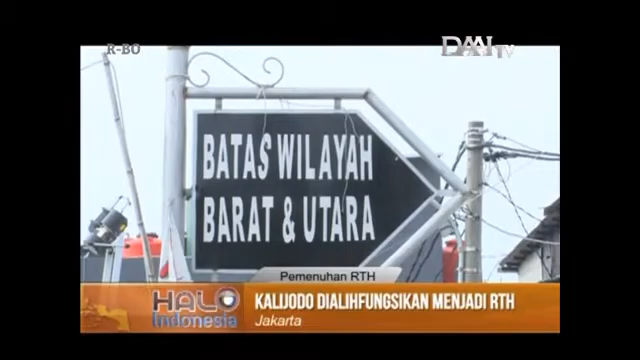 R-BO
DAAI TV
BATAS WILAYAH
BARAT & UTARA
Pemenuhan RTH
HALO
Indonesia
KALIJODO DIALIHFUNGSIKAN MENJADI RTH
Jakarta